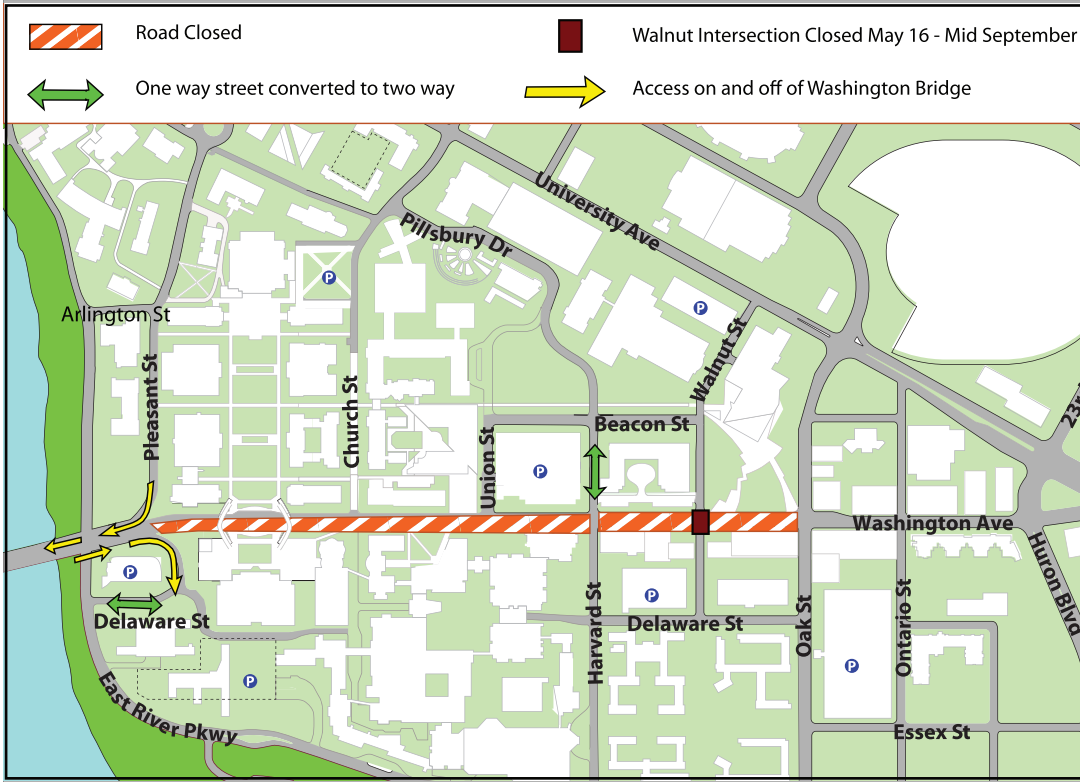 Road Closed
Walnut Intersection Closed May 16 - Mid September
One way street converted to two way
Access on and off of Washington Bridge
University Ave
Pillsbury Dr
P
P
Arlington St
Walnut St
Pleasant St
Church St
23r
Beacon St
Union St
P
Washington Ave
Huron Blvd
P
P
Delaware St
Harvard St
Delaware St
Oak St
Ontario St
P
P
East River Pkwy
Essex St